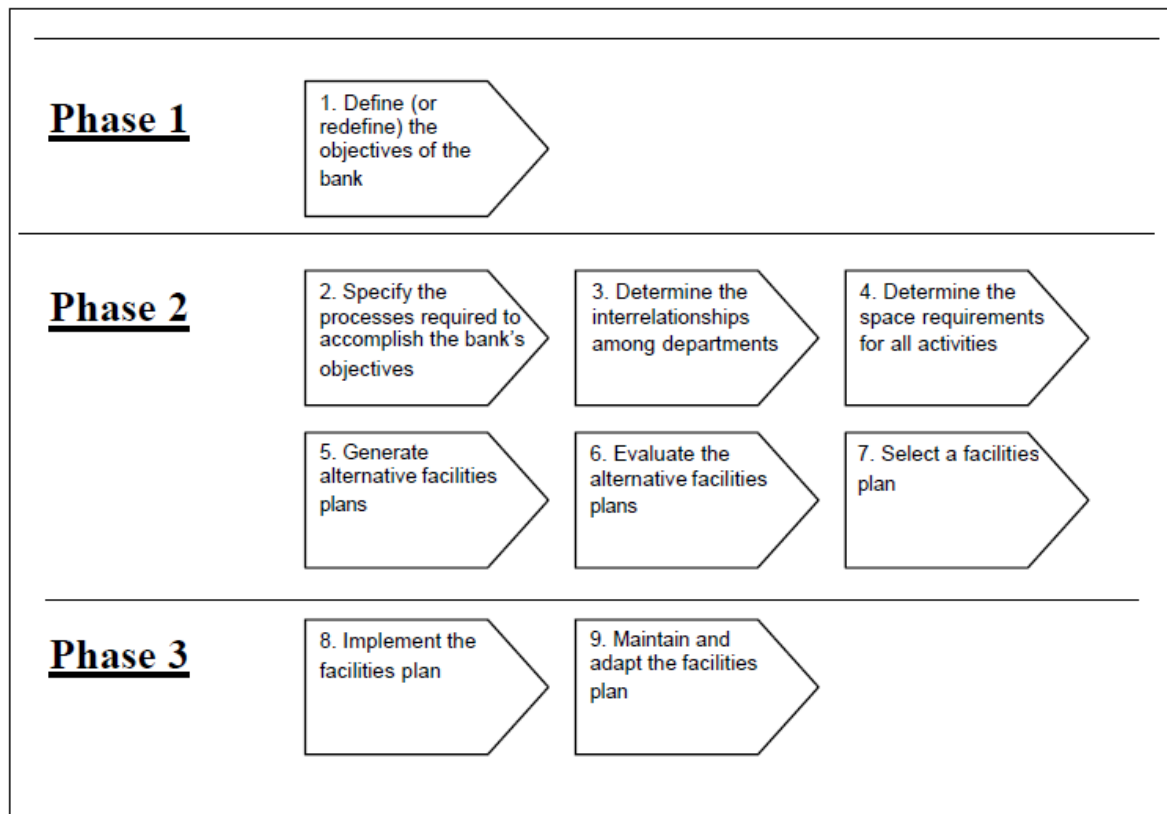 Phase 1
1. Define (or
redefine) the
objectives of the
bank
Phase 2
2. Specify the
processes required to
accomplish the bank's
objectives
3. Determine the
interrelationships
among departments
4. Determine the
space requirements
for all activities
5. Generate
alternative facilities
plans
6. Evaluate the
alternative facilities
plans
7. Select a facilities
plan
Phase 3
8. Implement the
facilities plan
9. Maintain and
adapt the facilities
plan